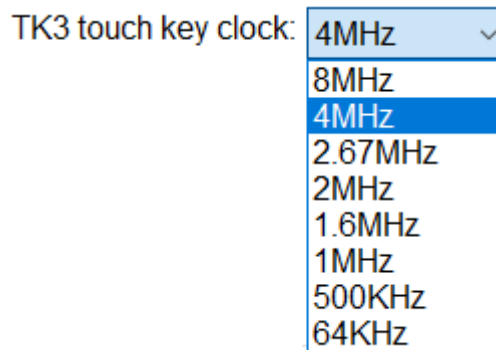 TK3 touch key clock: 4MHz
8MHz
4MHz
2.67MHz
2MHz
1.6MHz
1MHz
500KHz
64KHz